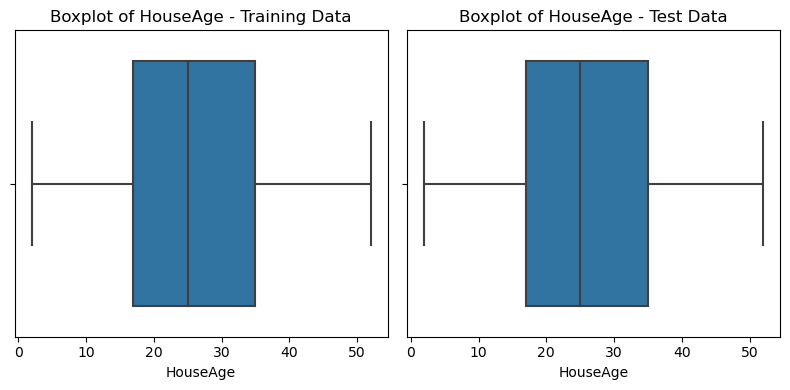 Boxplot of HouseAge - Training Data
0 10 20 30 40 50
HouseAge
Boxplot of HouseAge - Test Data
0 10 20 30 40 50
HouseAge